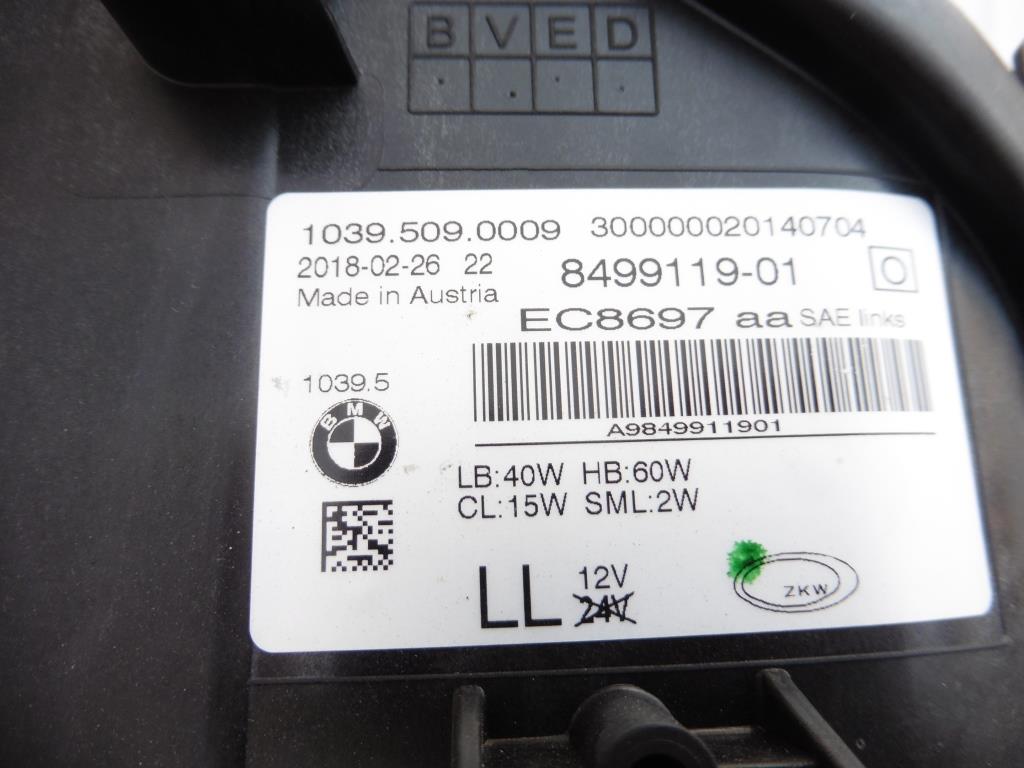 B V E D
1039.509.0009 300000020140704
2018-02-26 22 8499119-01 O
Made in Austria
EC8697 aa SAE links
1039.5
BMW
A9849911901
LB:40W HB:60W
CL:15W SML:2W
LL 12V
24V
ZKW